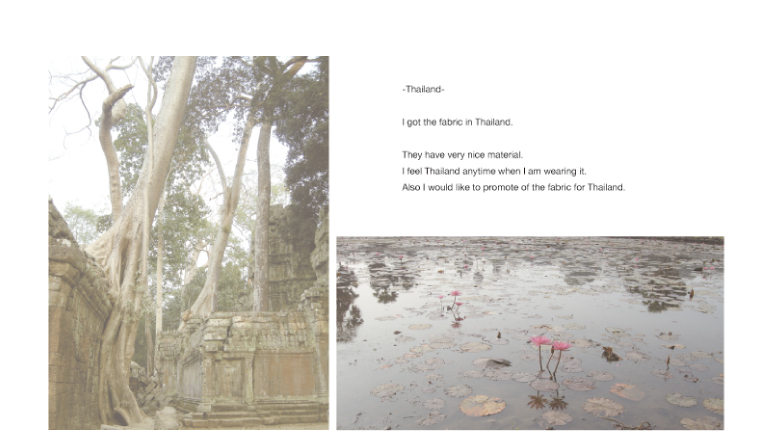 -Thailand-
I got the fabric in Thailand.
They have very nice material.
I feel Thailand anytime when I am wearing it.
Also I would like to promote of the fabric for Thailand.